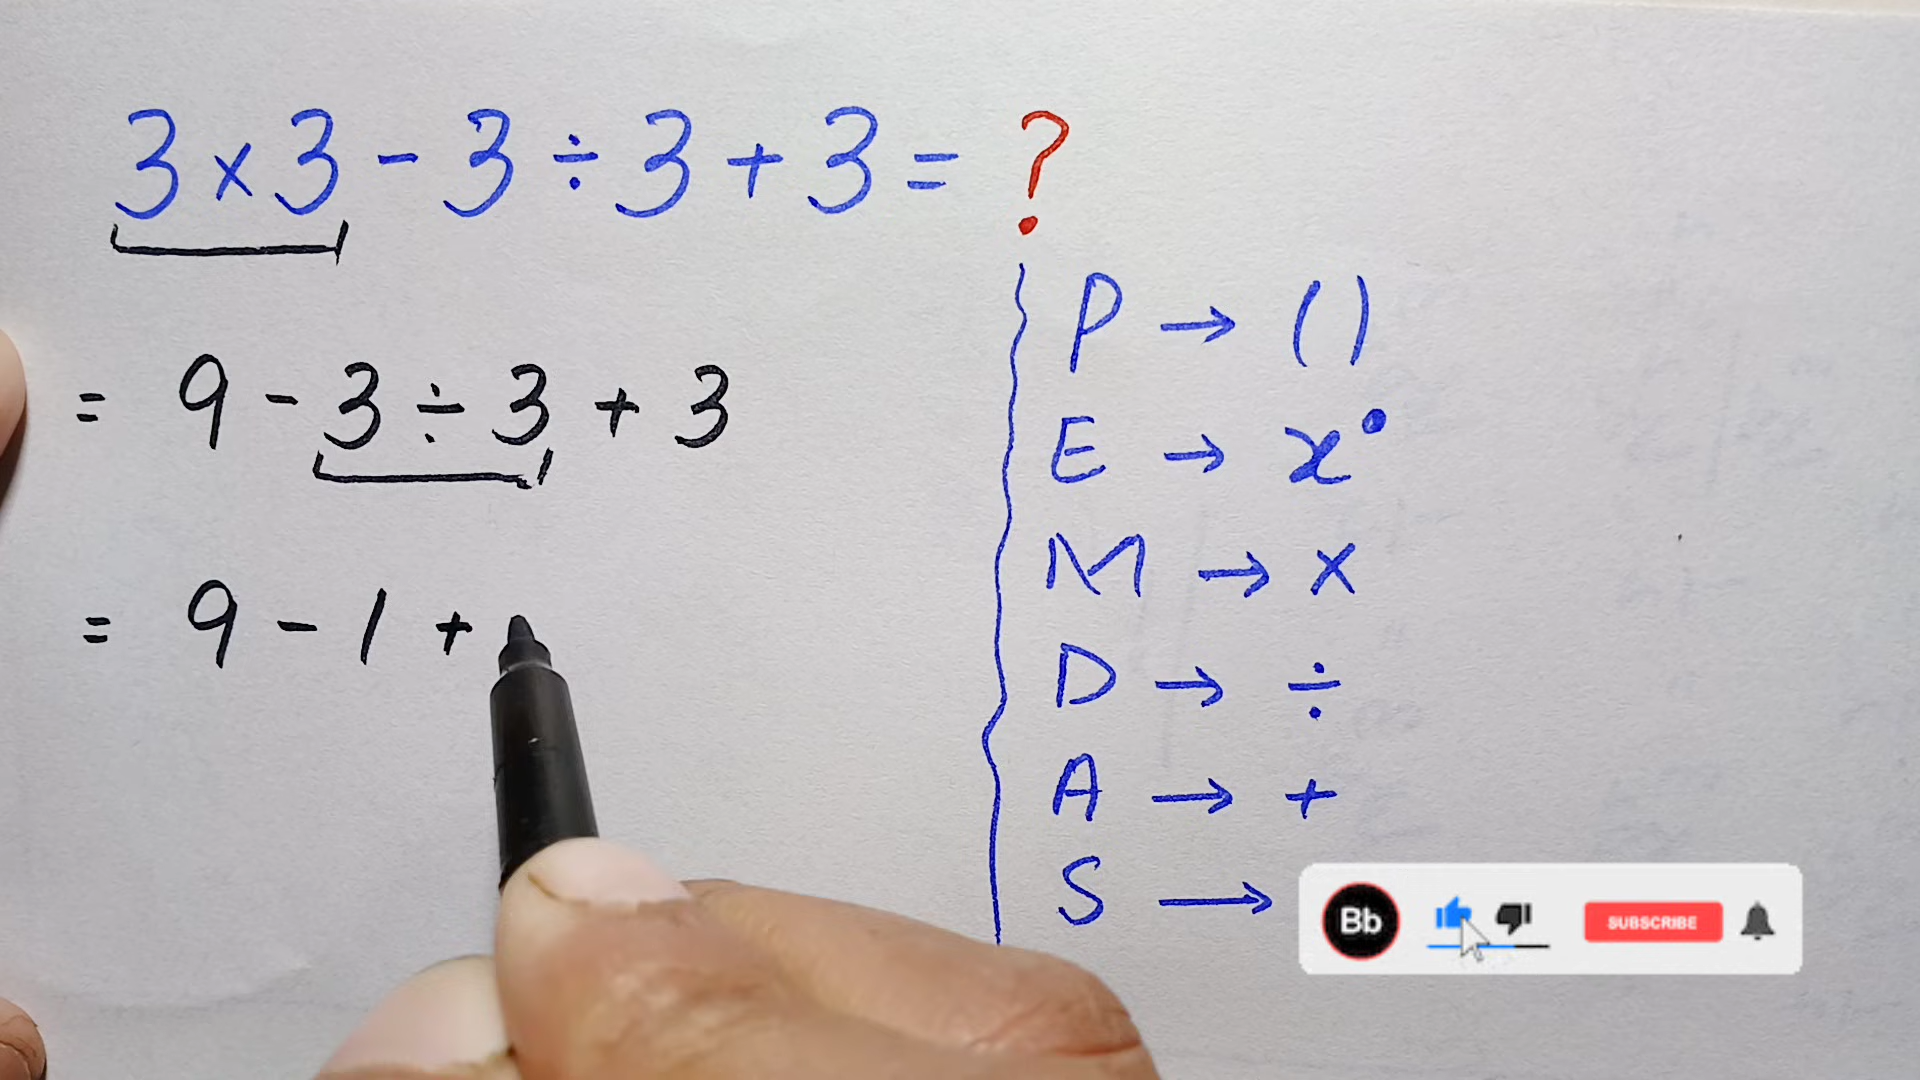 3 × 3 - 3 ÷ 3 + 3 = ?
= 9 - 3 ÷ 3 + 3
= 9 - 1 +
P → ( )
E → x•
M → ×
D → ÷
A → +
S →
Bb SUBSCRIBE